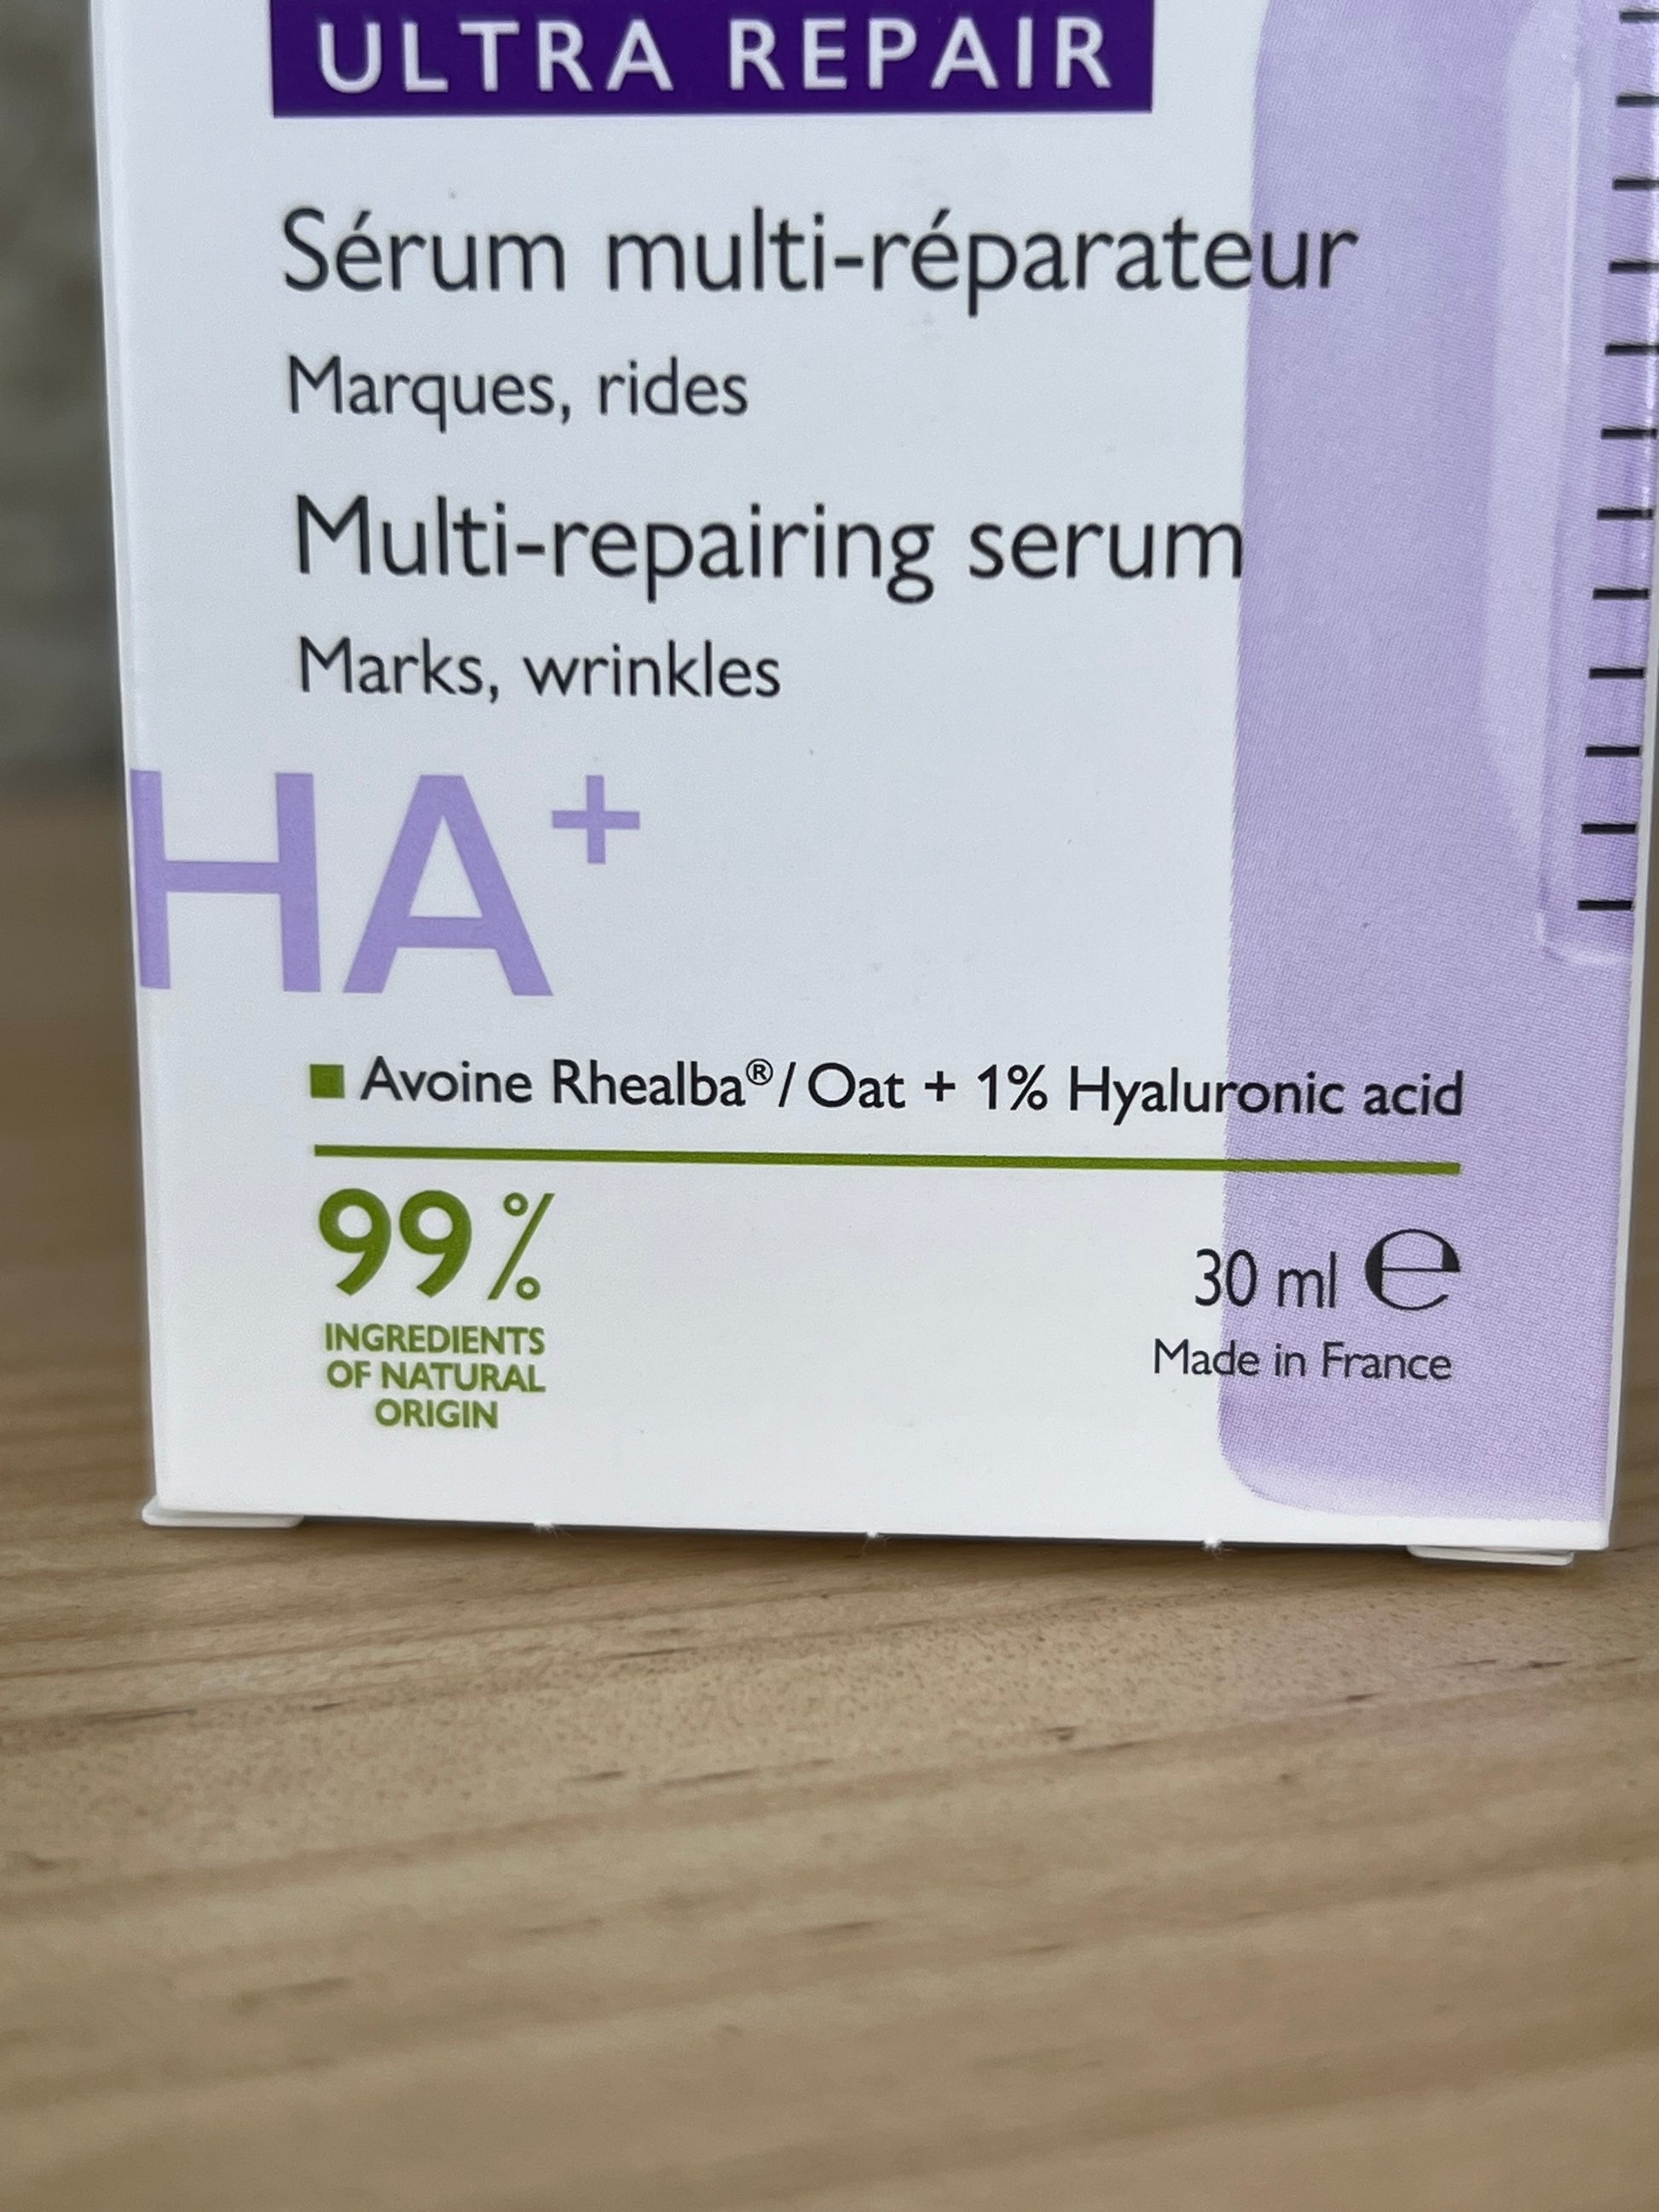 ULTRA REPAIR
Sérum multi-réparateur
Marques, rides
Multi-repairing serum
Marks, wrinkles
HA+
Avoine Rhealba®/Oat + 1% Hyaluronic acid
99%
INGREDIENTS
OF NATURAL
ORIGIN
30 ml e
Made in France